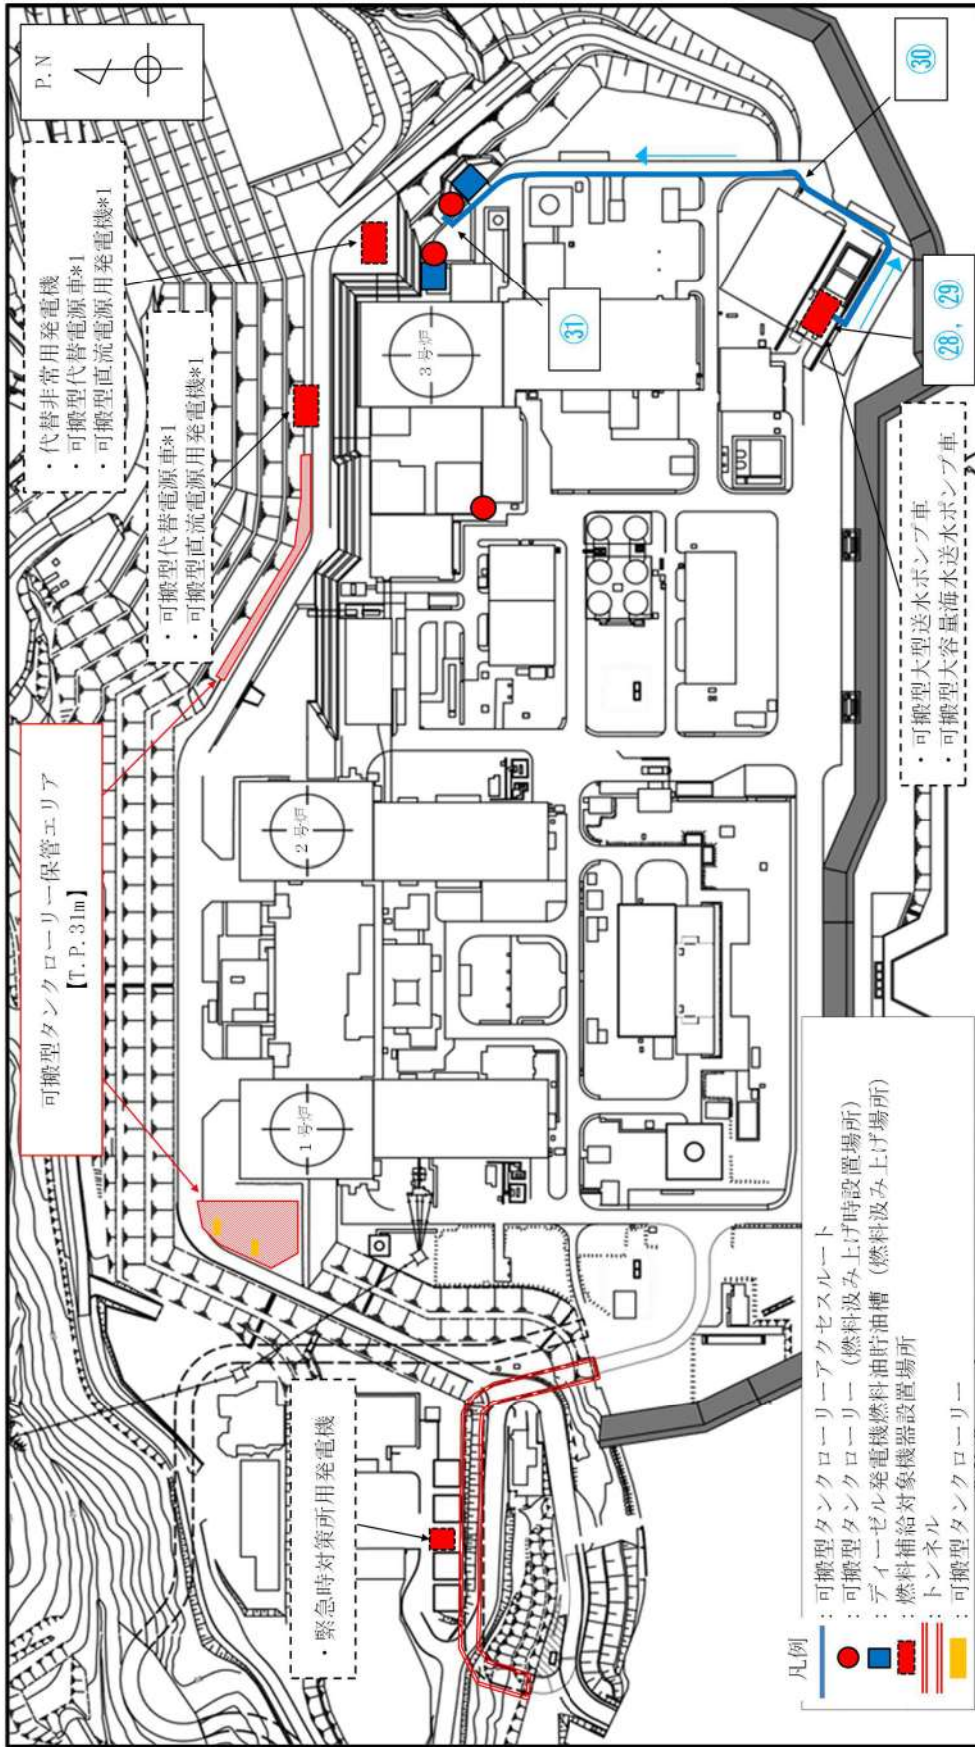 P.N
・代替非常用発電機
・可搬型代替電源車*1
・可搬型直流電源用発電機*1
・可搬型代替電源車*1
・可搬型直流電源用発電機*1
可搬型タンクローリー保管エリア
【T.P.31m】
・緊急時対策所用発電機
1号炉
2号炉
3号炉
㉚
㉛
㉘，㉙
・可搬型大型送水ポンプ車
・可搬型大容量海水送水ポンプ車
凡例
：可搬型タンクローリーアクセスルート
：可搬型タンクローリー（燃料汲み上げ時設置場所）
：ディーゼル発電機燃料油貯油槽（燃料汲み上げ場所）
：燃料補給対象機器設置場所
：トンネル
：可搬型タンクローリー